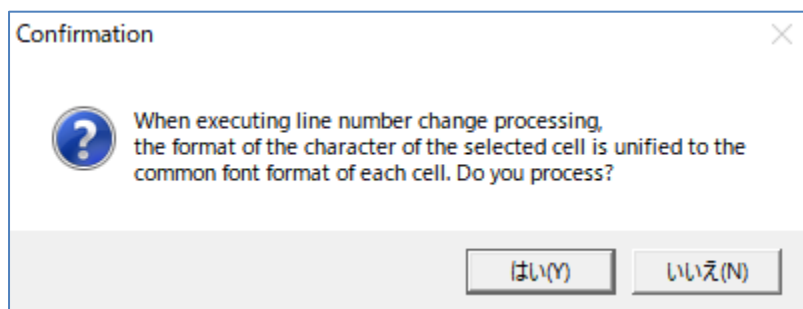 Confirmation
When executing line number change processing,
the format of the character of the selected cell is unified to the
common font format of each cell. Do you process?
はい(Y)
いいえ(N)